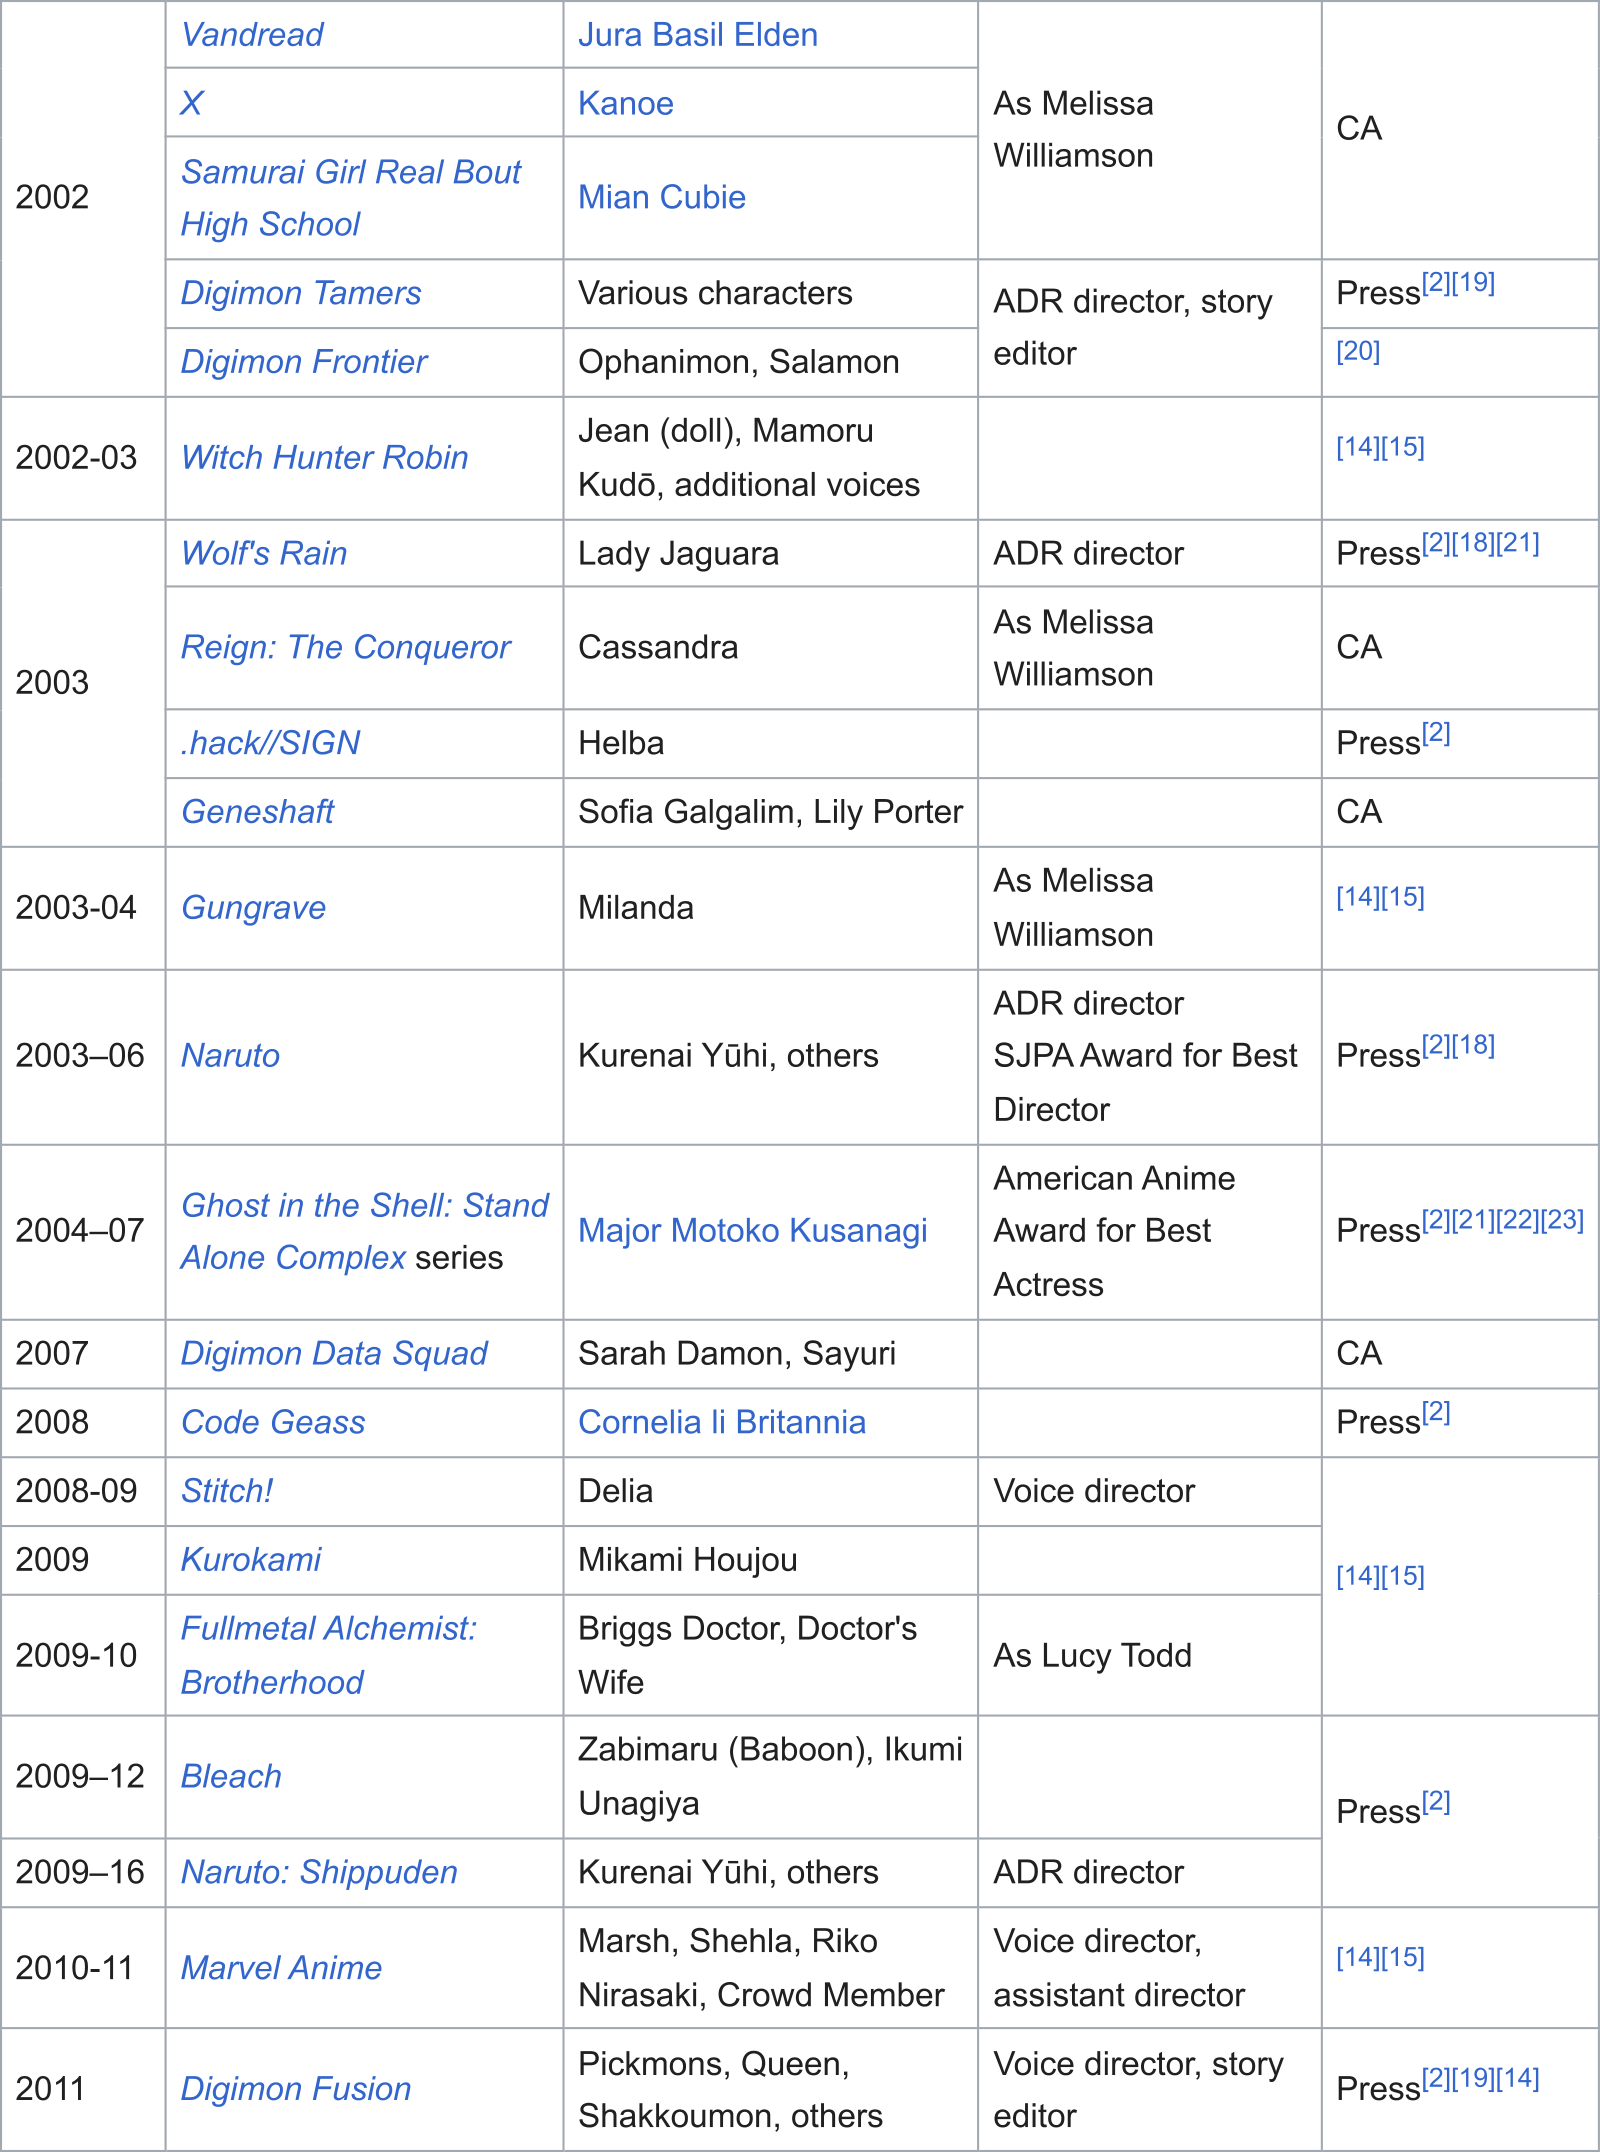 2002
Vandread
Jura Basil Elden
As Melissa
Williamson
CA
X
Kanoe
Samurai Girl Real Bout
High School
Mian Cubie
Digimon Tamers
Various characters
ADR director, story
editor
Press[2][19]
Digimon Frontier
Ophanimon, Salamon
[20]
2002-03
Witch Hunter Robin
Jean (doll), Mamoru
Kudō, additional voices
[14][15]
2003
Wolf's Rain
Lady Jaguara
ADR director
Press[2][18][21]
Reign: The Conqueror
Cassandra
As Melissa
Williamson
CA
.hack//SIGN
Helba
Press[2]
Geneshaft
Sofia Galgalim, Lily Porter
CA
2003-04
Gungrave
Milanda
As Melissa
Williamson
[14][15]
2003–06
Naruto
Kurenai Yūhi, others
ADR director
SJPA Award for Best
Director
Press[2][18]
2004–07
Ghost in the Shell: Stand
Alone Complex series
Major Motoko Kusanagi
American Anime
Award for Best
Actress
Press[2][21][22][23]
2007
Digimon Data Squad
Sarah Damon, Sayuri
CA
2008
Code Geass
Cornelia li Britannia
Press[2]
2008-09
Stitch!
Delia
Voice director
[14][15]
2009
Kurokami
Mikami Houjou
2009-10
Fullmetal Alchemist:
Brotherhood
Briggs Doctor, Doctor's
Wife
As Lucy Todd
2009–12
Bleach
Zabimaru (Baboon), Ikumi
Unagiya
Press[2]
2009–16
Naruto: Shippuden
Kurenai Yūhi, others
ADR director
2010-11
Marvel Anime
Marsh, Shehla, Riko
Nirasaki, Crowd Member
Voice director,
assistant director
[14][15]
2011
Digimon Fusion
Pickmons, Queen,
Shakkoumon, others
Voice director, story
editor
Press[2][19][14]